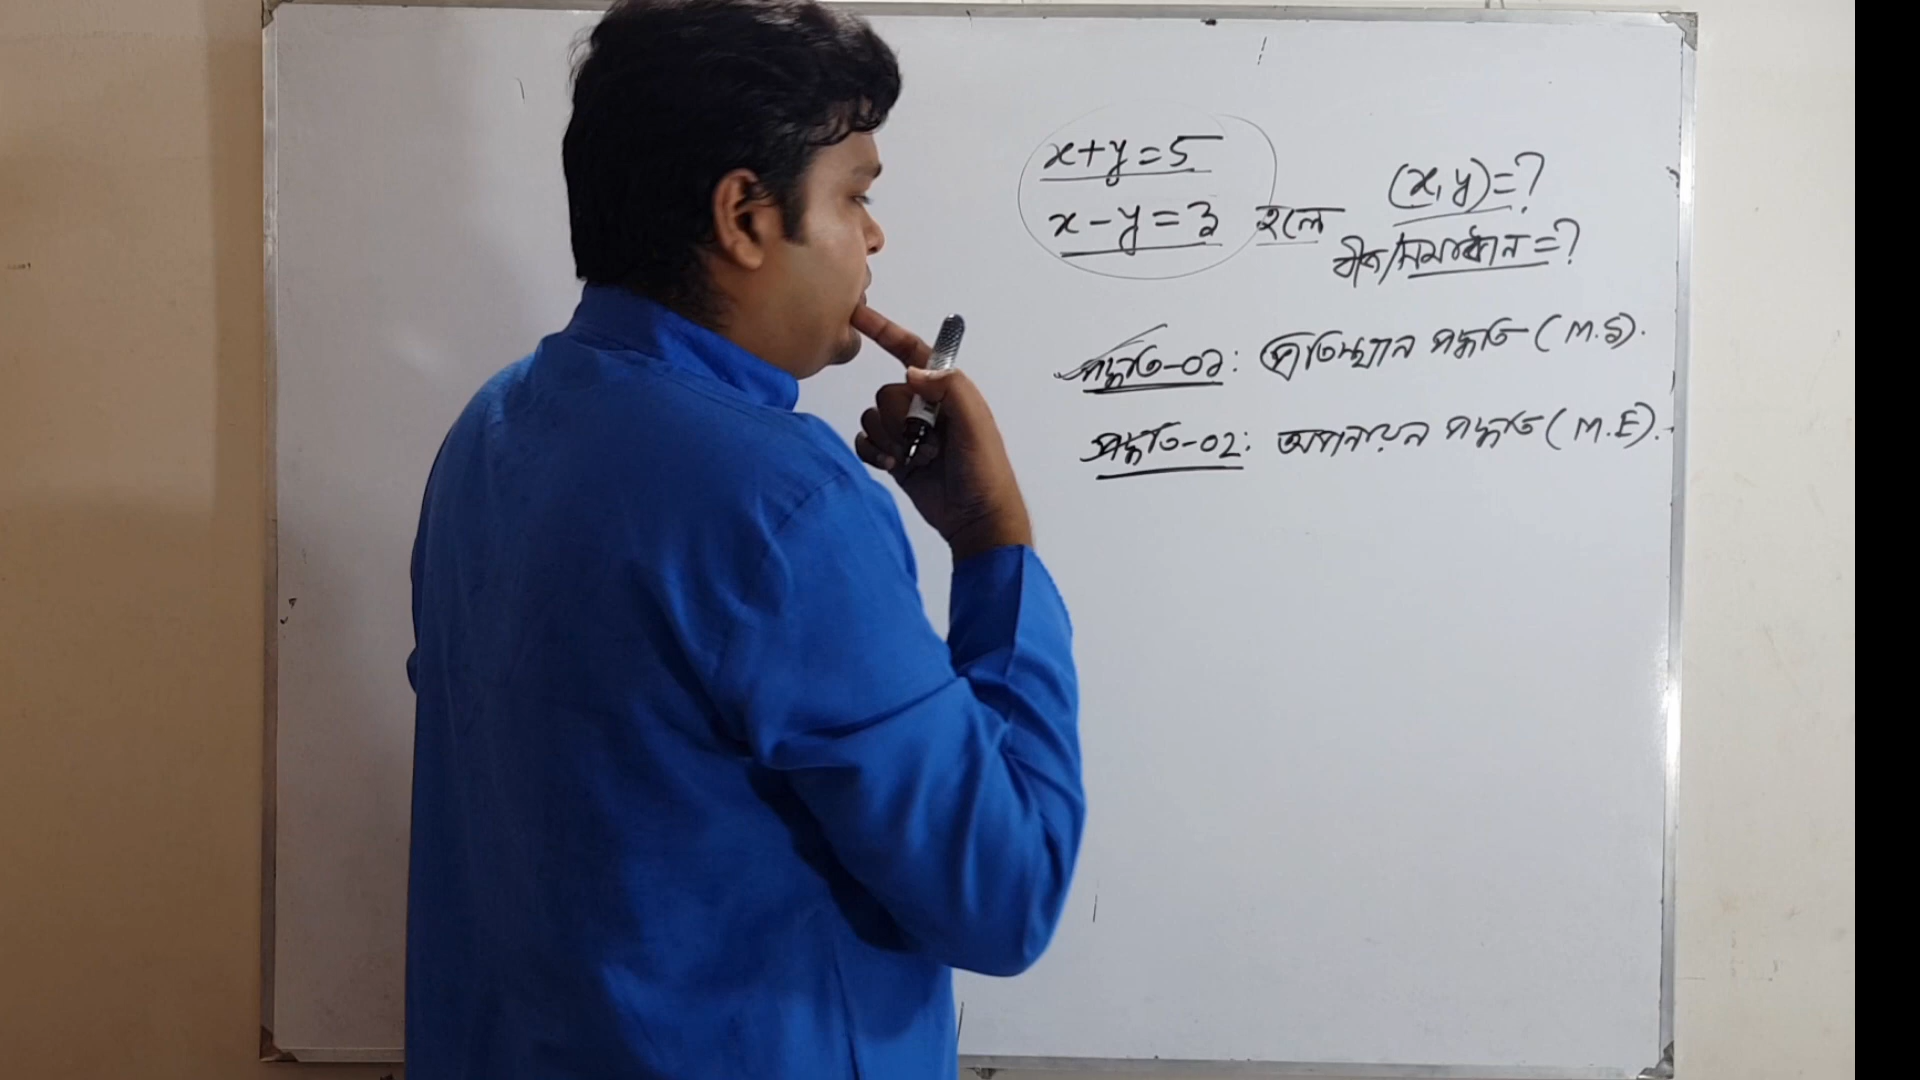 x+y=5
x-y=3 হলে
(x, y)=?
বীজ/সমাধান=?
পদ্ধতি-০১: প্রতিস্থাপন পদ্ধতি (M.S).
পদ্ধতি-০২: অপনয়ন পদ্ধতি (M.E).